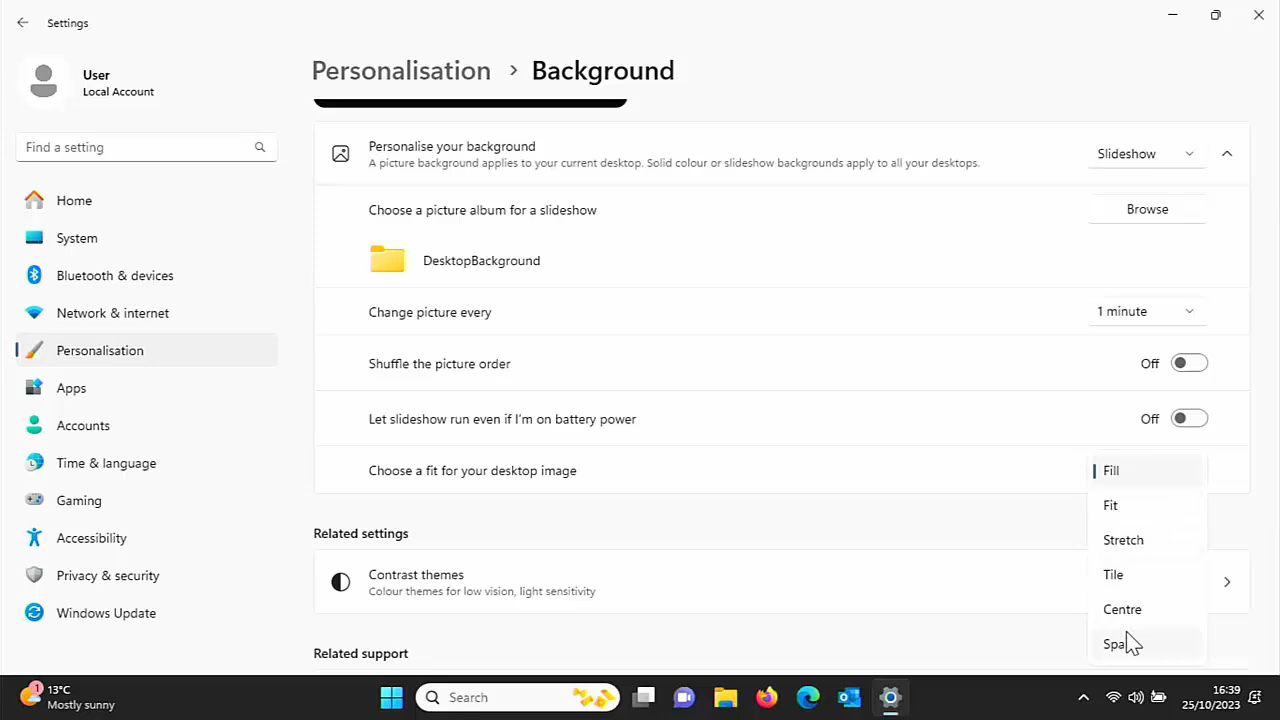 Settings
User
Local Account
Find a setting
Home
System
Bluetooth & devices
Network & internet
Personalisation
Apps
Accounts
Time & language
Gaming
Accessibility
Privacy & security
Windows Update
Personalisation > Background
Personalise your background
A picture background applies to your current desktop. Solid colour or slideshow backgrounds apply to all your desktops.
Slideshow
Choose a picture album for a slideshow
Browse
DesktopBackground
Change picture every
1 minute
Shuffle the picture order
Off
Let slideshow run even if I'm on battery power
Off
Choose a fit for your desktop image
Fill
Fit
Stretch
Tile
Centre
Related settings
Contrast themes
Colour themes for low vision, light sensitivity
Related support
1
13°C
Mostly sunny
Search
16:39
25/10/2023